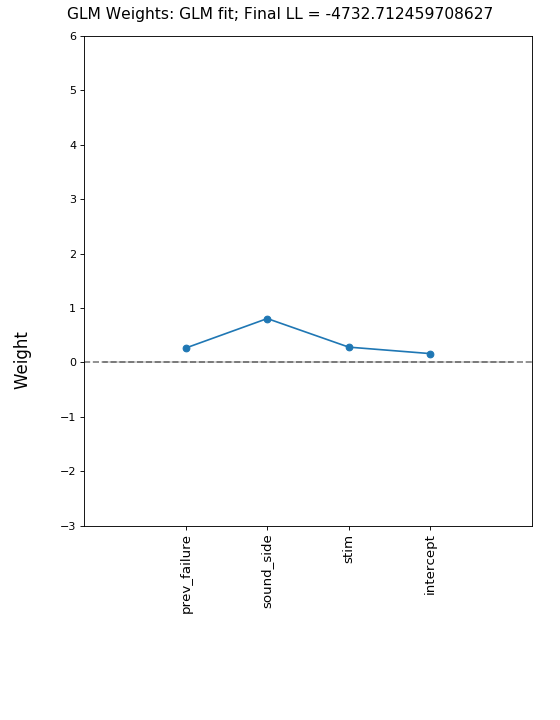 GLM Weights: GLM fit; Final LL = -4732.712459708627
Weight
6
5
4
3
2
1
0
−1
−2
−3
prev_failure
sound_side
stim
intercept